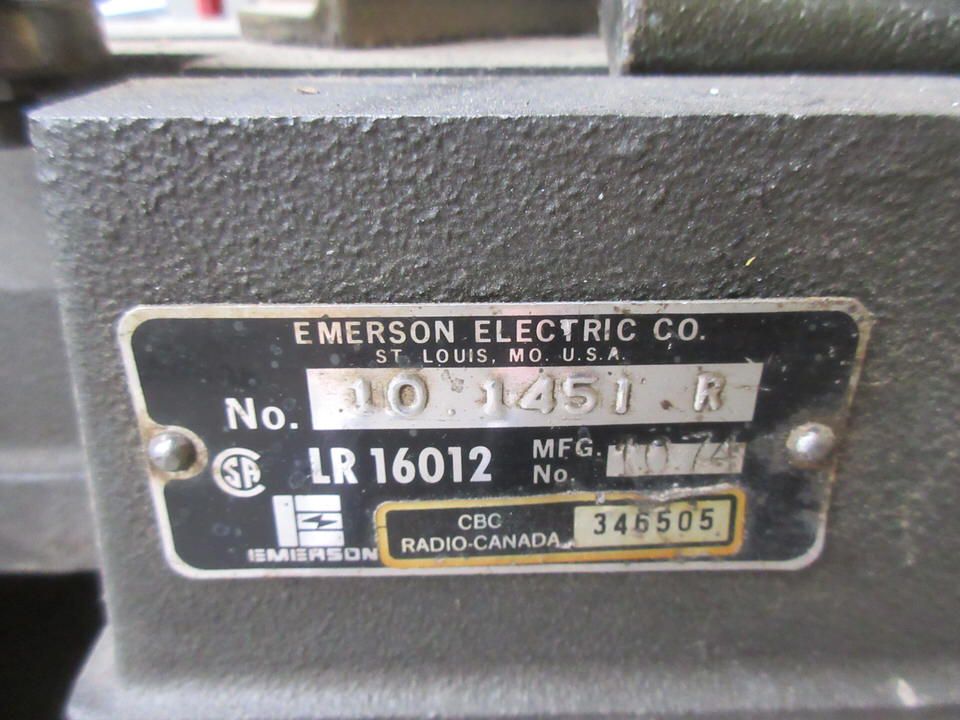 EMERSON ELECTRIC CO.
ST. LOUIS, MO. U.S.A.
No. 10 1451 R
SA LR 16012 MFG. No. 10 74
EMERSON
CBC
RADIO-CANADA 346505